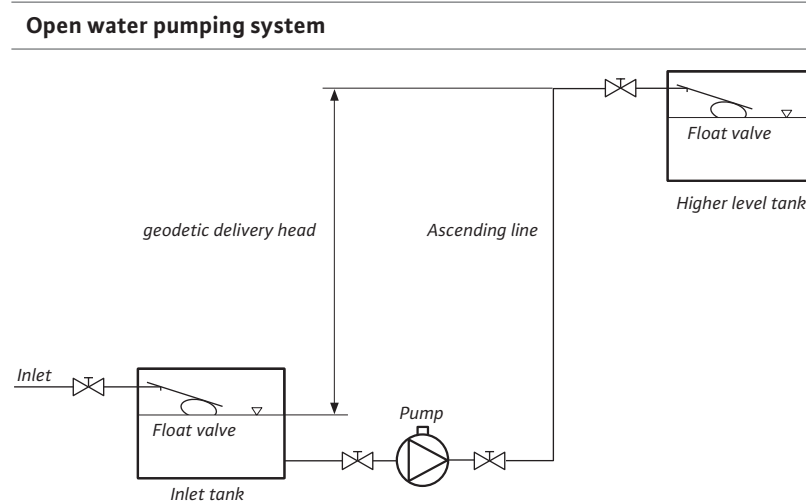 Open water pumping system
Float valve
Higher level tank
geodetic delivery head
Ascending line
Inlet
Float valve
Pump
Inlet tank